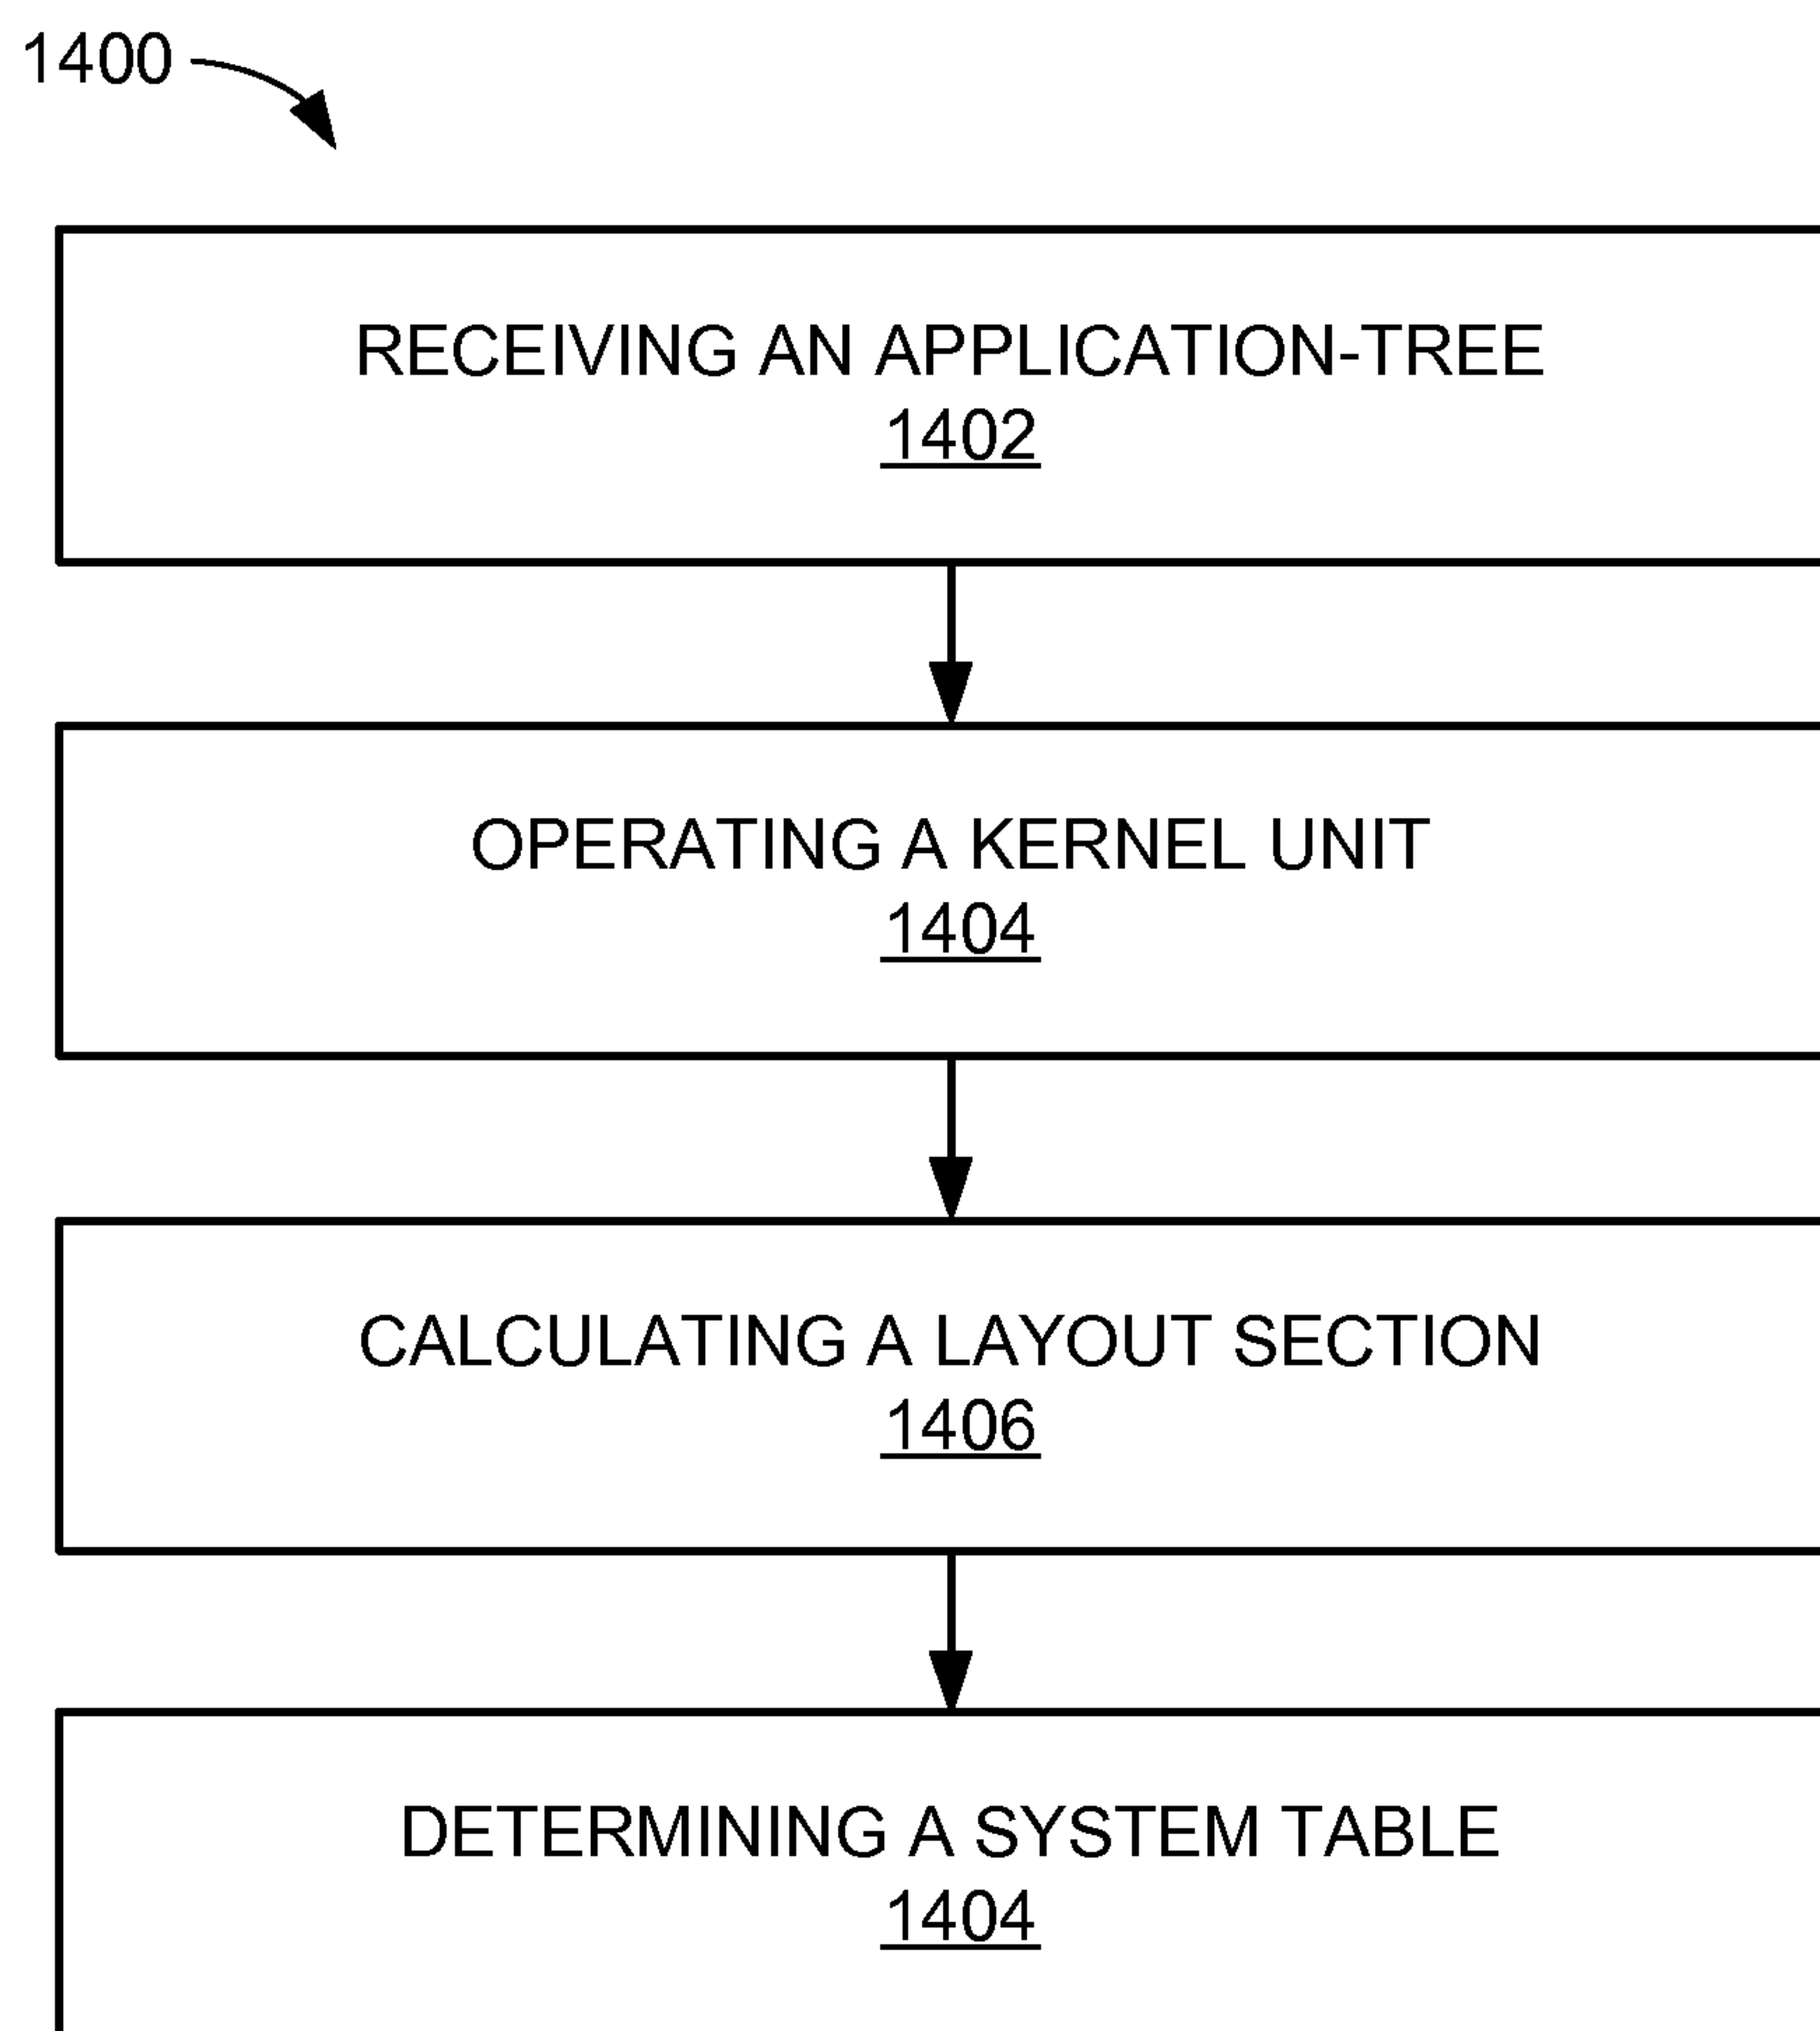 1400
RECEIVING AN APPLICATION-TREE
1402
OPERATING A KERNEL UNIT
1404
CALCULATING A LAYOUT SECTION
1406
DETERMINING A SYSTEM TABLE
1404